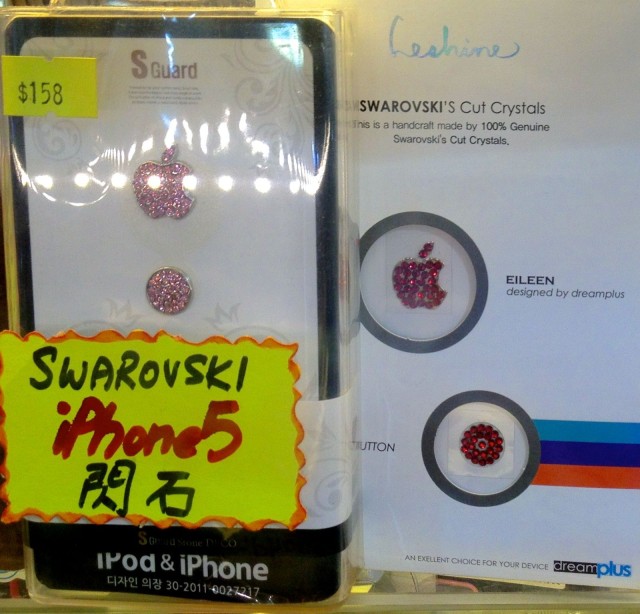 $158
S Guard
SWAROVSKI
iPhone5
閃石
iPod & iPhone
디자인 의장 30-2011-0027217
Leshine
SWAROVSKI'S Cut Crystals
This is a handcraft made by 100% Genuine
Swarovski's Cut Crystals.
EILEEN
designed by dreamplus
BUTTON
AN EXELLENT CHOICE FOR YOUR DEVICE dreamplus